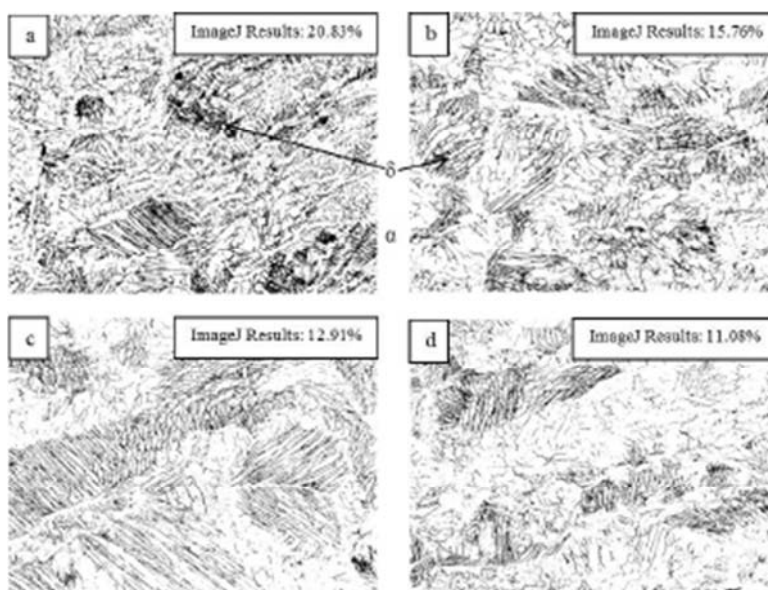 a
ImageJ Results: 20.83%
b
ImageJ Results: 15.76%
δ
α
c
ImageJ Results: 12.91%
d
ImageJ Results: 11.08%